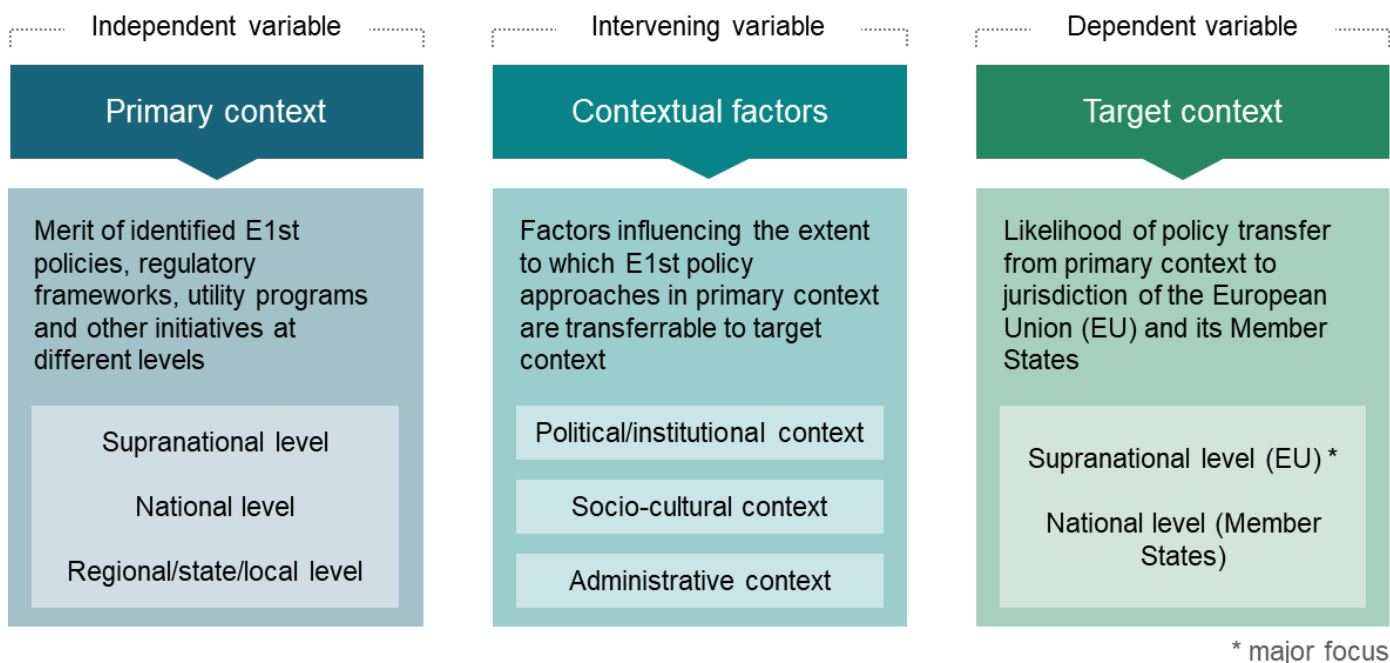 Independent variable
Primary context
Merit of identified E1st
policies, regulatory
frameworks, utility programs
and other initiatives at
different levels
Supranational level
National level
Regional/state/local level
Intervening variable
Contextual factors
Factors influencing the extent
to which E1st policy
approaches in primary context
are transferrable to target
context
Political/institutional context
Socio-cultural context
Administrative context
Dependent variable
Target context
Likelihood of policy transfer
from primary context to
jurisdiction of the European
Union (EU) and its Member
States
Supranational level (EU) *
National level (Member
States)
* major focus